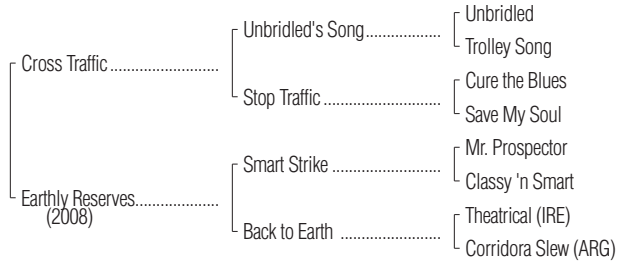 Unbridled
Unbridled's Song
Trolley Song
Cross Traffic
Cure the Blues
Stop Traffic
Save My Soul
Mr. Prospector
Smart Strike
Classy 'n Smart
Earthly Reserves
(2008)
Theatrical (IRE)
Back to Earth
Corridora Slew (ARG)